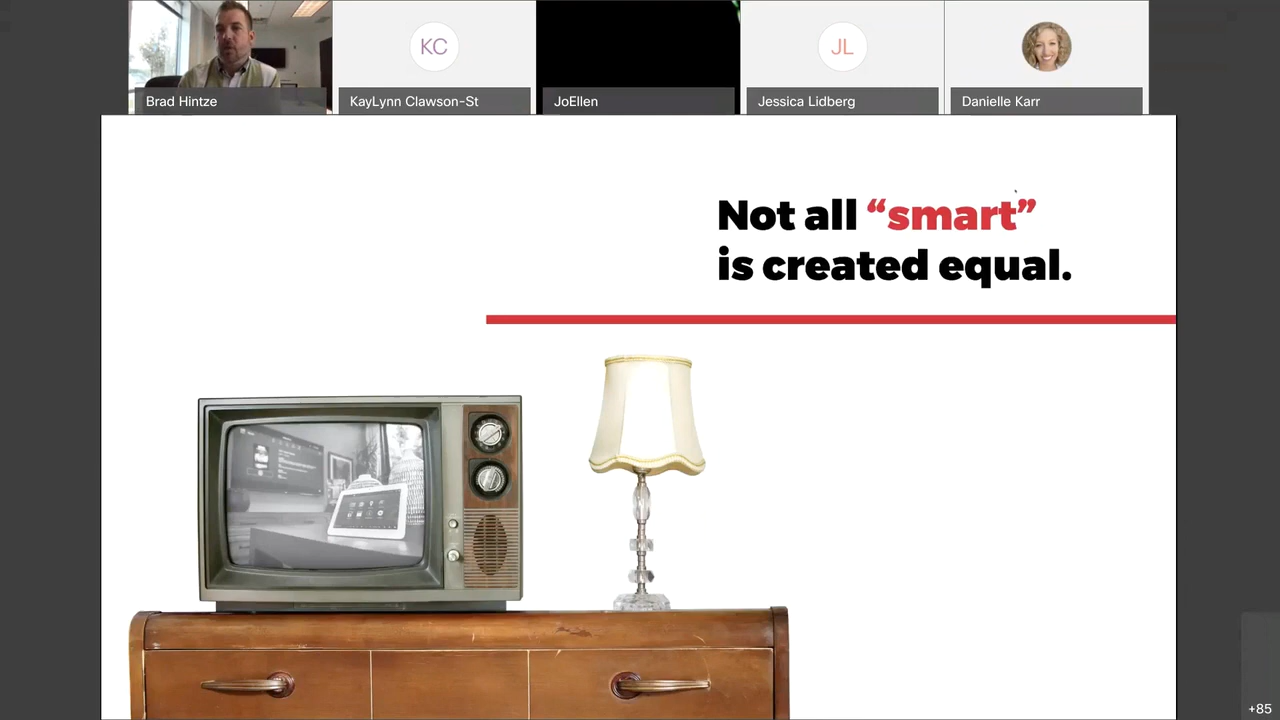 Brad Hintze
KC
KayLynn Clawson-St
JoEllen
JL
Jessica Lidberg
Danielle Karr
Not all “smart”
is created equal.
+85